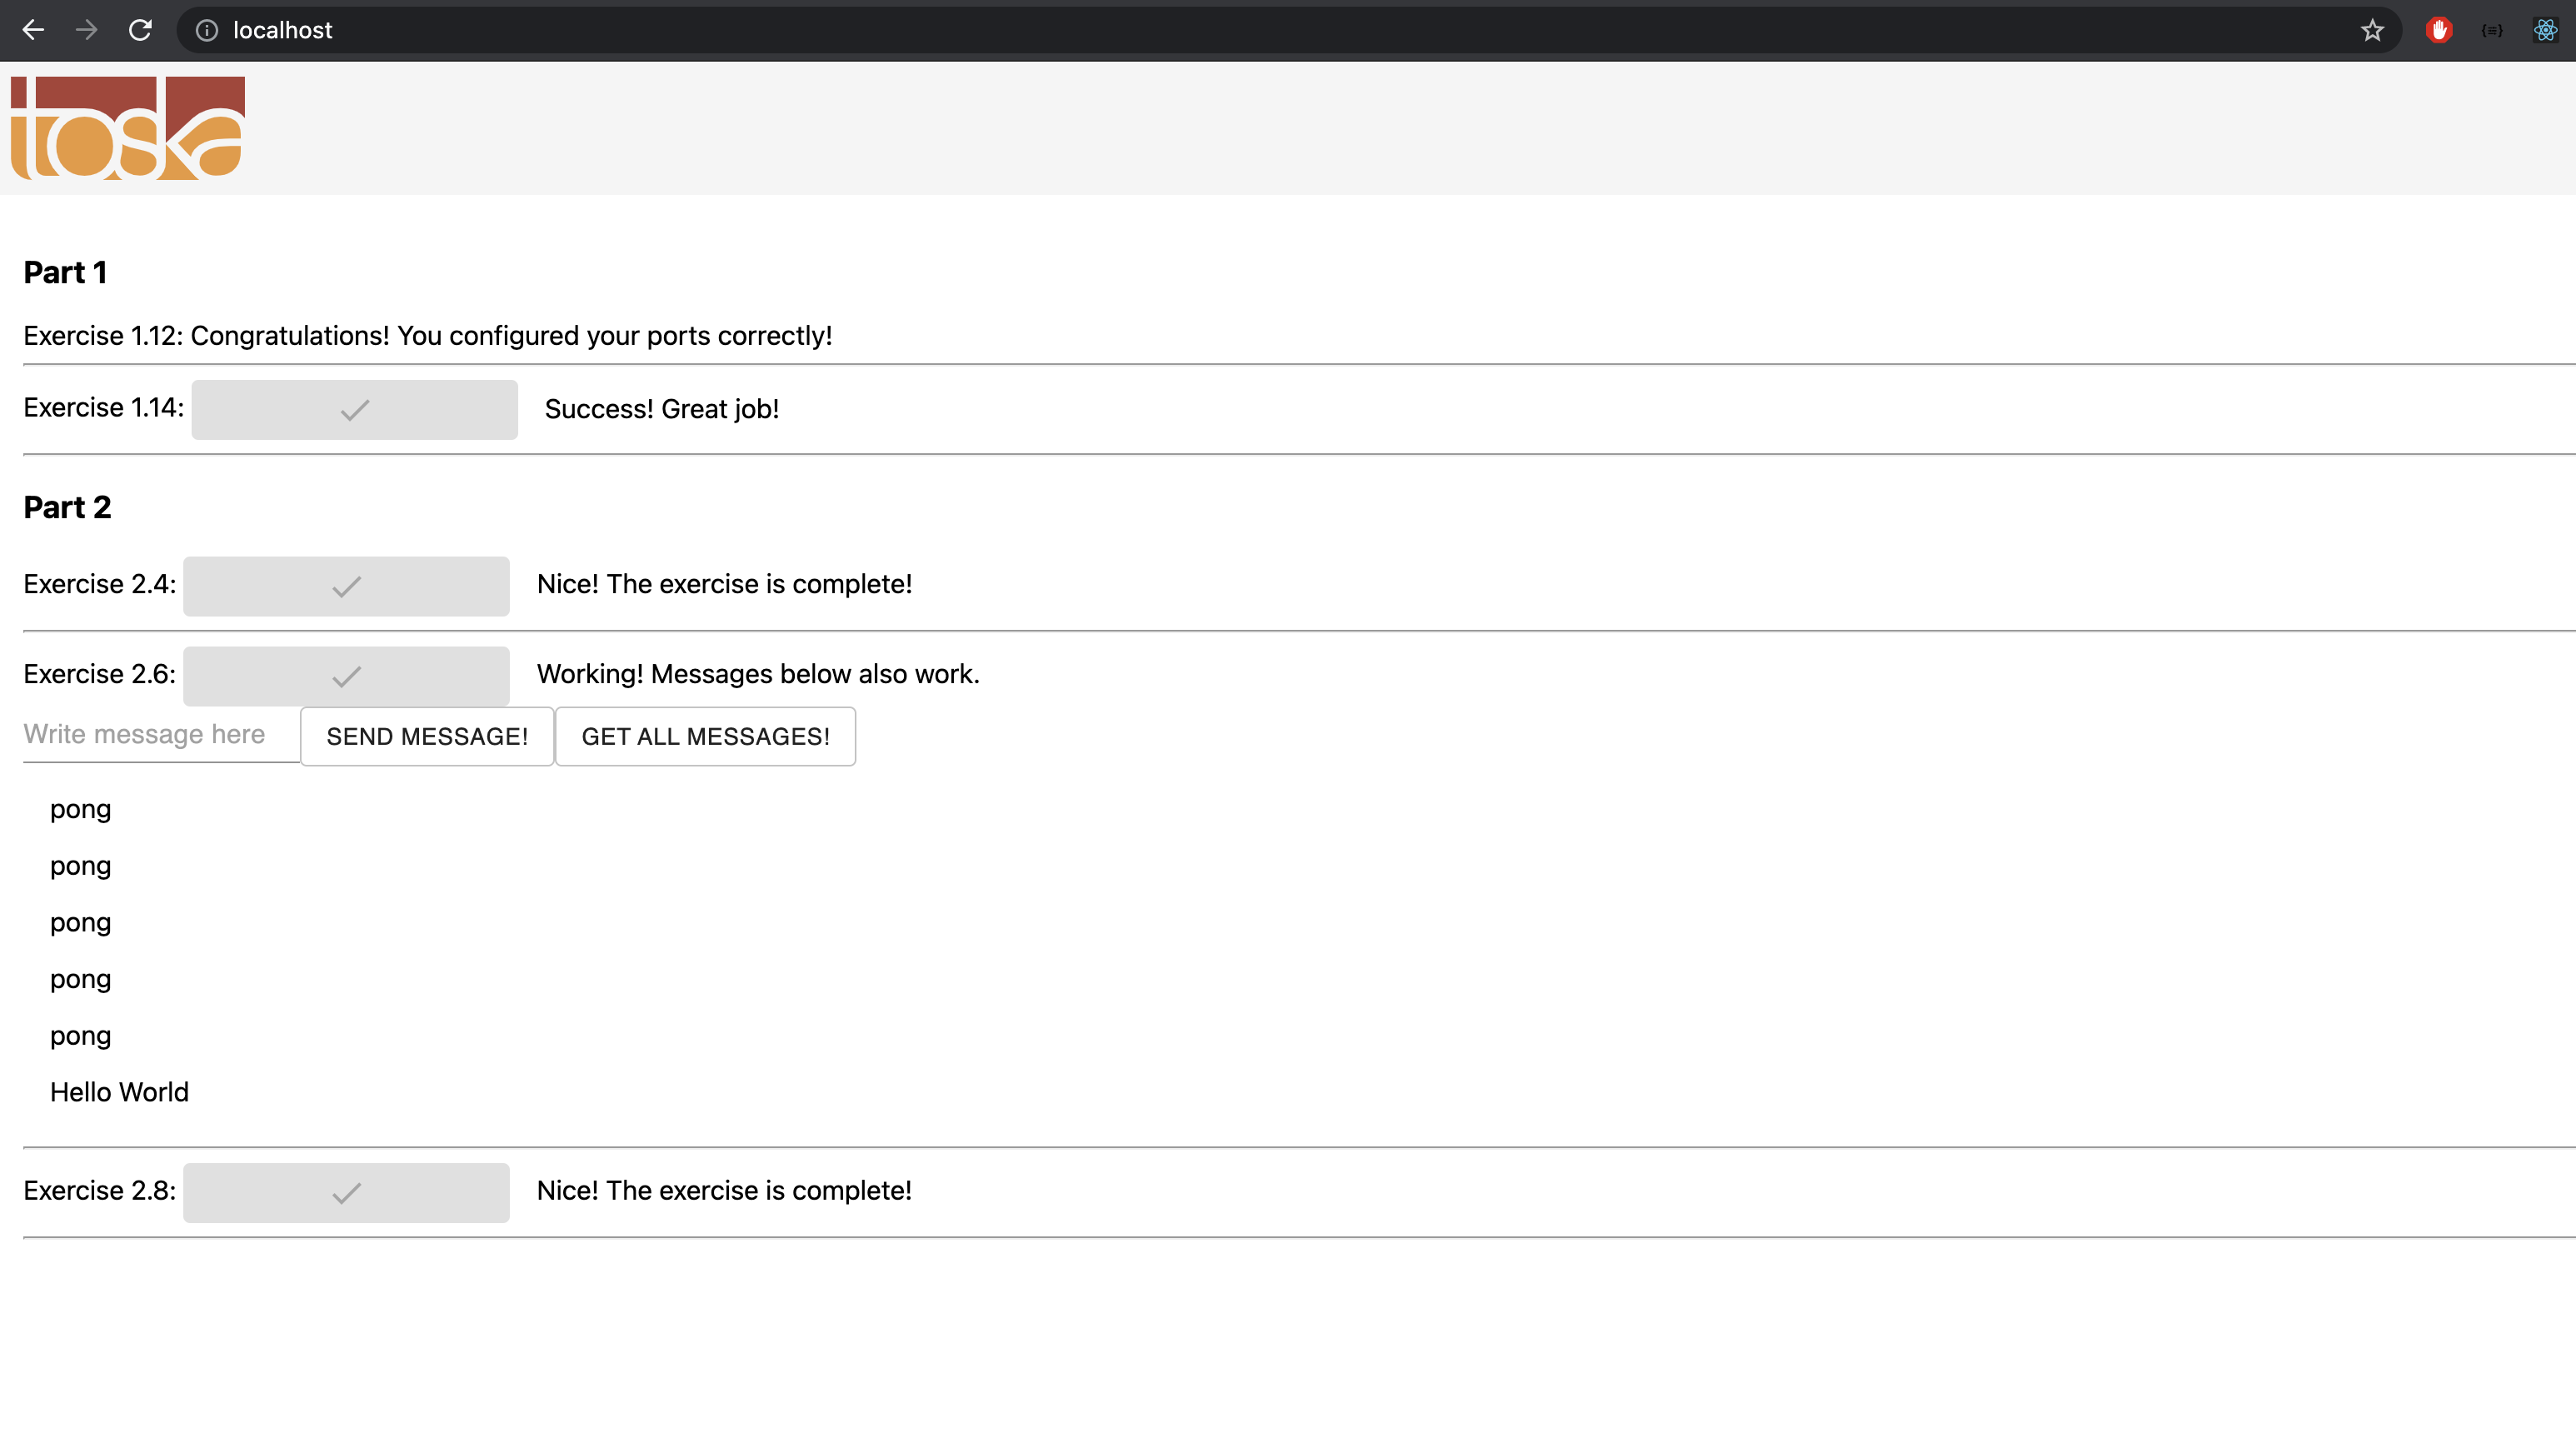 localhost
toska
Part 1
Exercise 1.12: Congratulations! You configured your ports correctly!
Exercise 1.14: Success! Great job!
Part 2
Exercise 2.4: Nice! The exercise is complete!
Exercise 2.6: Working! Messages below also work.
Write message here SEND MESSAGE! GET ALL MESSAGES!
pong
pong
pong
pong
pong
Hello World
Exercise 2.8: Nice! The exercise is complete!